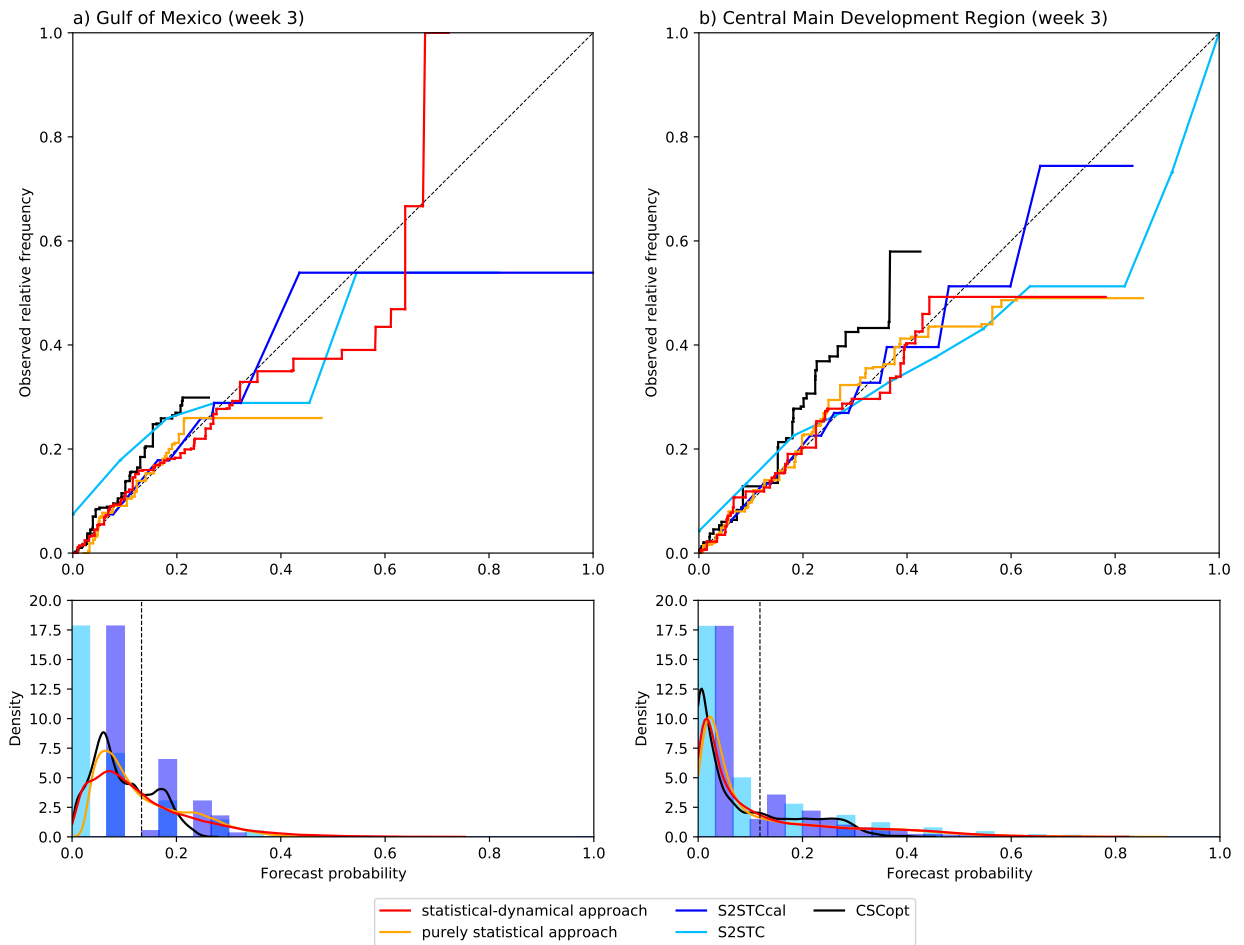 a) Gulf of Mexico (week 3)
b) Central Main Development Region (week 3)
1.0
0.8
0.6
0.4
0.2
0.0
Observed relative frequency
0.0 0.2 0.4 0.6 0.8 1.0
1.0
0.8
0.6
0.4
0.2
0.0
Observed relative frequency
0.0 0.2 0.4 0.6 0.8 1.0
20.0
17.5
15.0
12.5
10.0
7.5
5.0
2.5
0.0
Density
0.0 0.2 0.4 0.6 0.8 1.0
Forecast probability
20.0
17.5
15.0
12.5
10.0
7.5
5.0
2.5
0.0
Density
0.0 0.2 0.4 0.6 0.8 1.0
Forecast probability
statistical-dynamical approach
purely statistical approach
S2STCcal
S2STC
CSCopt